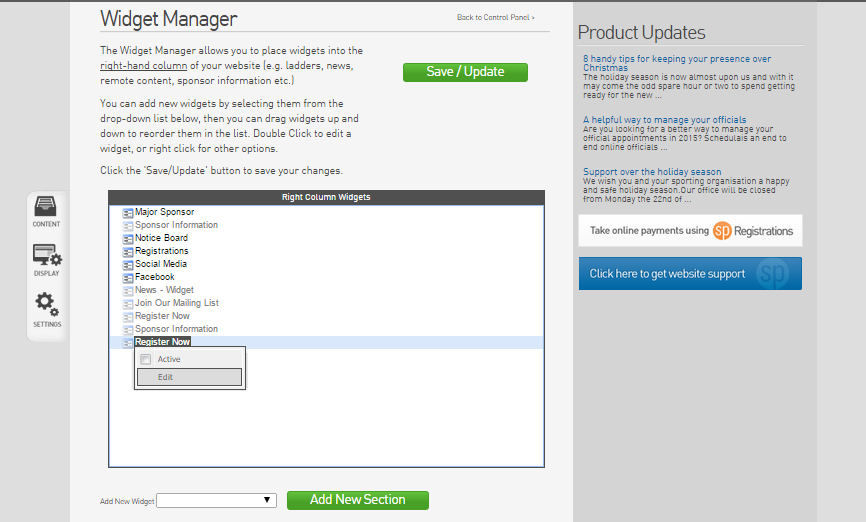 Widget Manager
Back to Control Panel >
The Widget Manager allows you to place widgets into the
right-hand column of your website (e.g. ladders, news,
remote content, sponsor information etc.)
Save / Update
You can add new widgets by selecting them from the
drop-down list below, then you can drag widgets up and
down to reorder them in the list. Double Click to edit a
widget, or right click for other options.
Click the 'Save/Update' button to save your changes.
CONTENT
DISPLAY
SETTINGS
Right Column Widgets
Major Sponsor
Sponsor Information
Notice Board
Registrations
Social Media
Facebook
News - Widget
Join Our Mailing List
Register Now
Sponsor Information
Register Now
Active
Edit
Add New Widget
Add New Section
Product Updates
8 handy tips for keeping your presence over
Christmas
The holiday season is now almost upon us and with it
may come the odd spare hour or two to spend getting
ready for the new ...
A helpful way to manage your officials
Are you looking for a better way to manage your
official appointments in 2015? Schedulais an end to
end online officials ...
Support over the holiday season
We wish you and your sporting organisation a happy
and safe holiday season.Our office will be closed
from Monday the 22nd of ...
Take online payments using sp Registrations
Click here to get website support sp